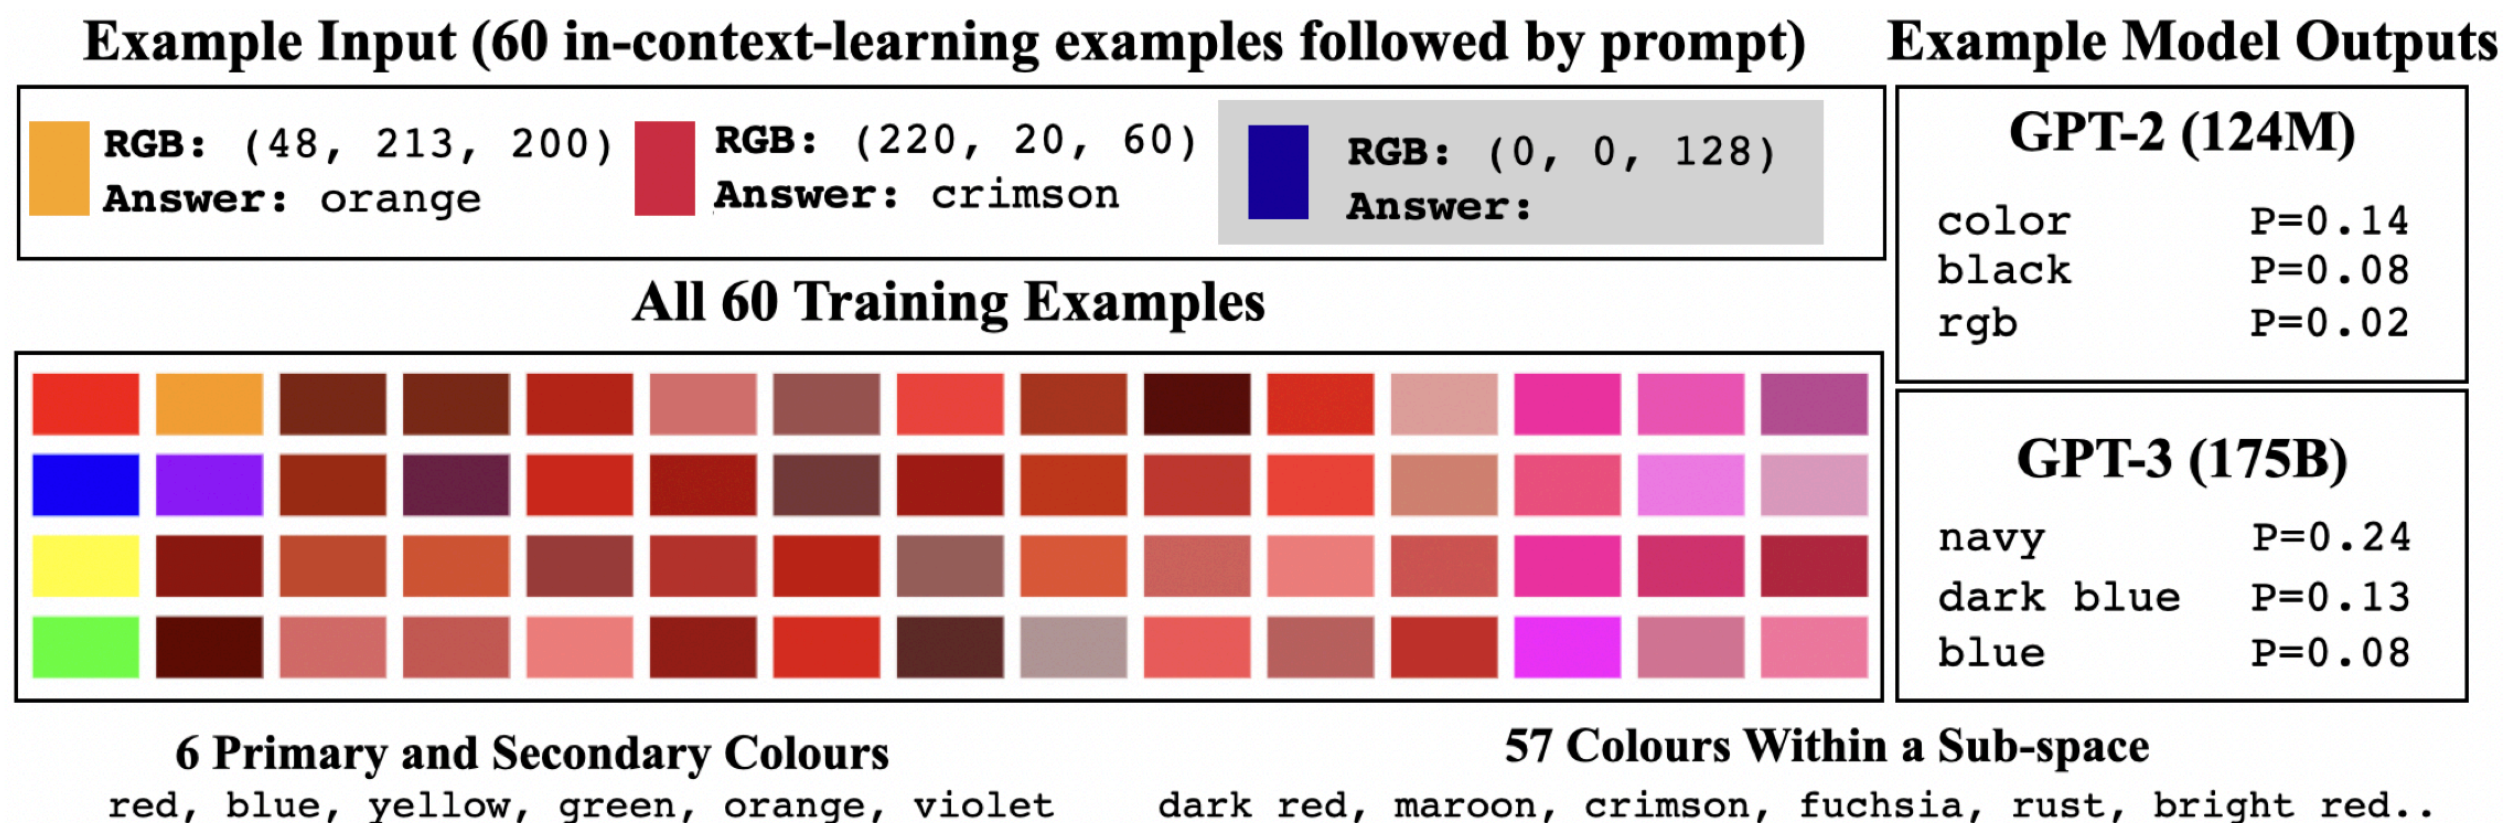 Example Input (60 in-context-learning examples followed by prompt)
RGB: (48, 213, 200)
Answer: orange
RGB: (220, 20, 60)
Answer: crimson
RGB: (0, 0, 128)
Answer:
All 60 Training Examples
6 Primary and Secondary Colours
red, blue, yellow, green, orange, violet
57 Colours Within a Sub-space
dark red, maroon, crimson, fuchsia, rust, bright red..
Example Model Outputs
GPT-2 (124M)
color P=0.14
black P=0.08
rgb P=0.02
GPT-3 (175B)
navy P=0.24
dark blue P=0.13
blue P=0.08